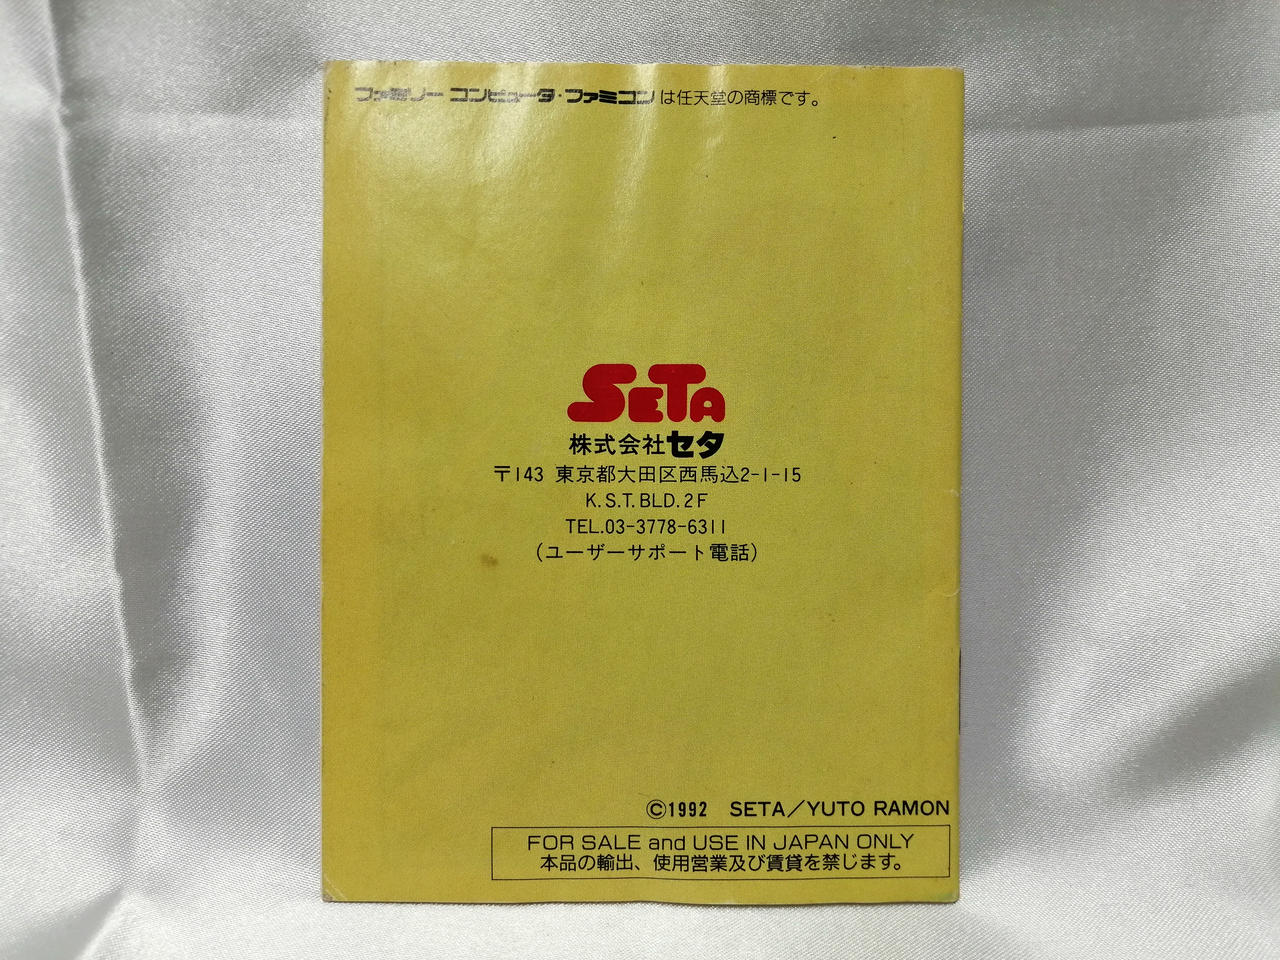 ファミリー コンピュータ・ファミコンは任天堂の商標です。
SETA
株式会社セタ
〒143 東京都大田区西馬込2-1-15
K.S.T.BLD.2F
TEL.03-3778-6311
(ユーザーサポート電話)
©1992 SETA/YUTO RAMON
FOR SALE and USE IN JAPAN ONLY
本品の輸出、使用営業及び賃貸を禁じます。